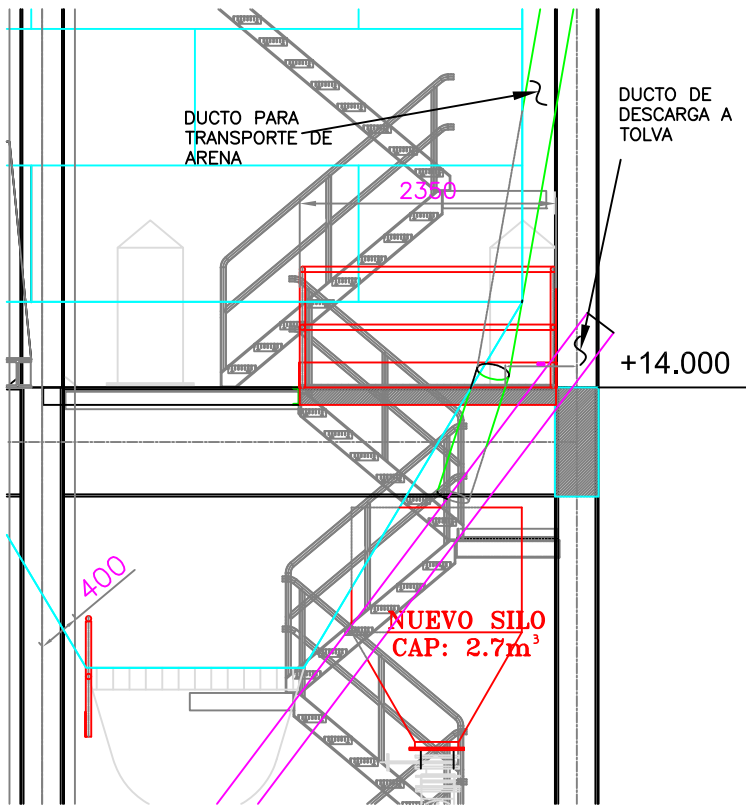 DUCTO PARA
TRANSPORTE DE
ARENA
DUCTO DE
DESCARGA A
TOLVA
2350
+14.000
400
NUEVO SILO
CAP: 2.7m³